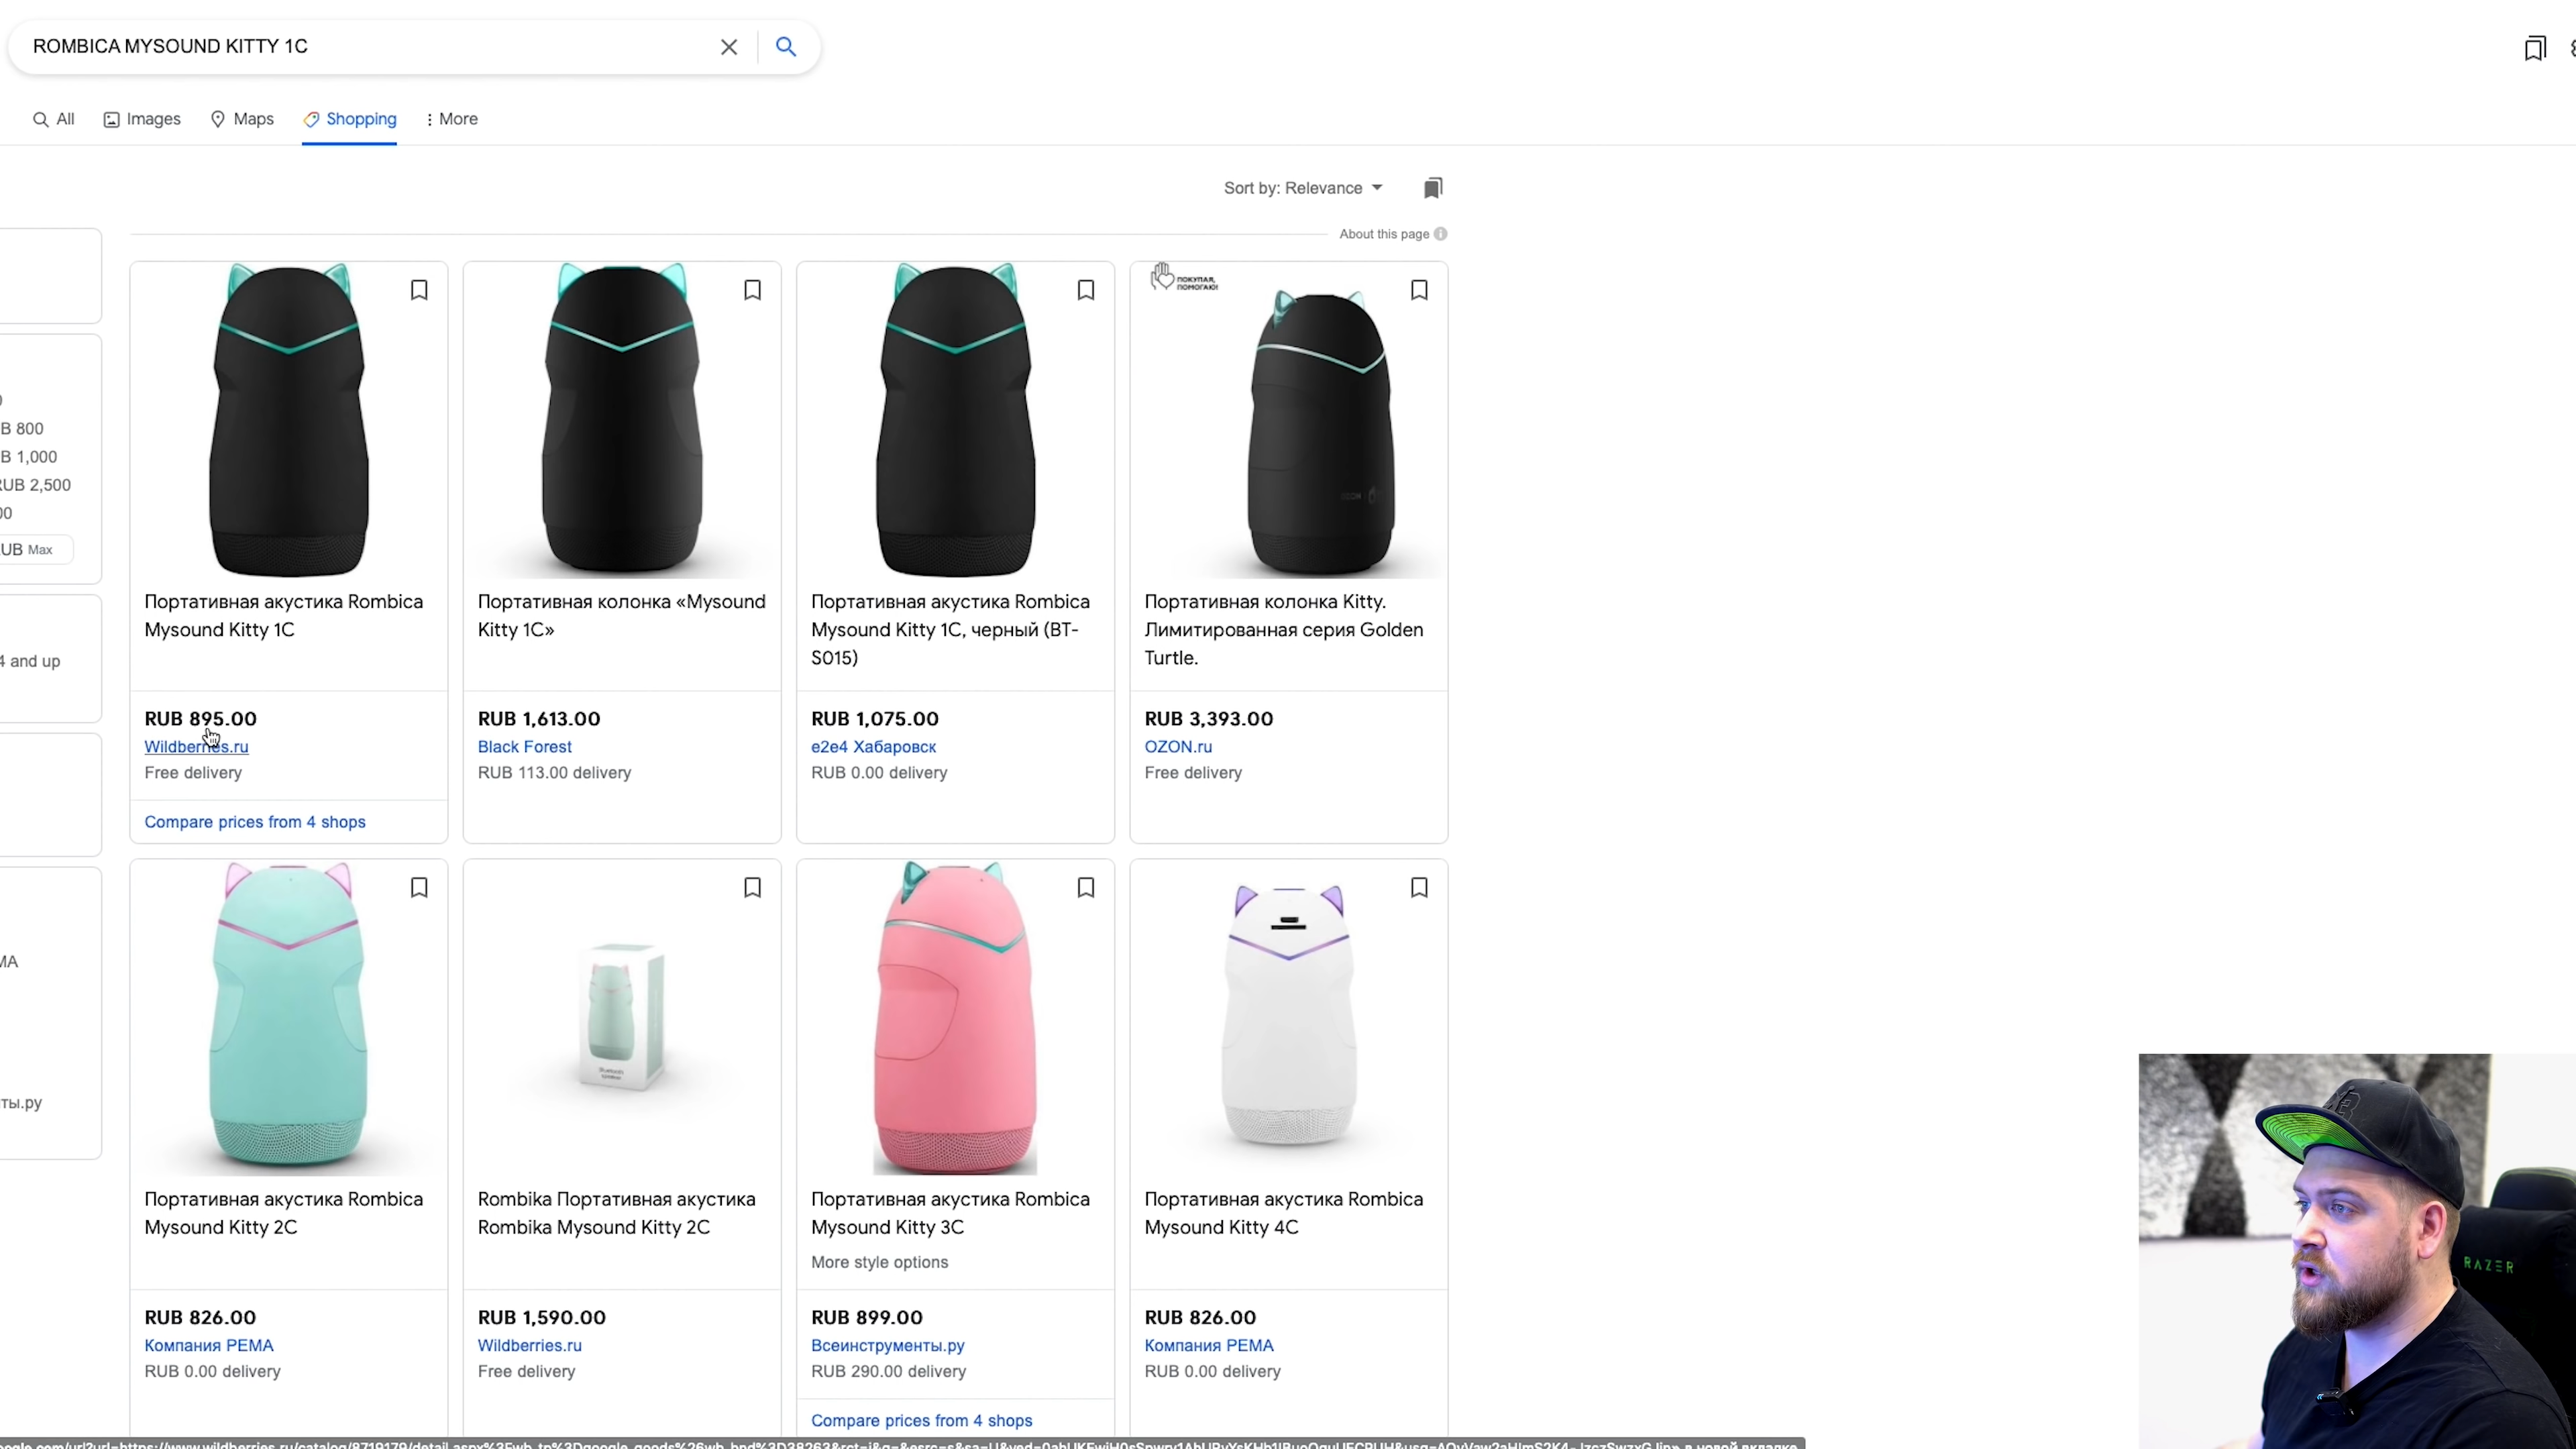 ROMBICA MYSOUND KITTY 1C
All Images Maps Shopping More
Sort by: Relevance
About this page
B 800
B 1,000
RUB 2,500
00
UB Max
4 and up
МА
ты.ру
ПОКУПАЯ,
ПОМОГАЮ!
Портативная акустика Rombica
Mysound Kitty 1C
RUB 895.00
Wildberries.ru
Free delivery
Compare prices from 4 shops
Портативная колонка «Mysound
Kitty 1C»
RUB 1,613.00
Black Forest
RUB 113.00 delivery
Портативная акустика Rombica
Mysound Kitty 1C, черный (BT-
S015)
RUB 1,075.00
e2e4 Хабаровск
RUB 0.00 delivery
Портативная колонка Kitty.
Лимитированная серия Golden
Turtle.
RUB 3,393.00
OZON.ru
Free delivery
Портативная акустика Rombica
Mysound Kitty 2C
RUB 826.00
Компания РЕМА
RUB 0.00 delivery
Bluetooth
Rombika Портативная акустика
Rombika Mysound Kitty 2C
RUB 1,590.00
Wildberries.ru
Free delivery
Портативная акустика Rombica
Mysound Kitty 3C
More style options
RUB 899.00
Всеинструменты.ру
RUB 290.00 delivery
Compare prices from 4 shops
Портативная акустика Rombica
Mysound Kitty 4C
RUB 826.00
Компания РЕМА
RUB 0.00 delivery
RAZER